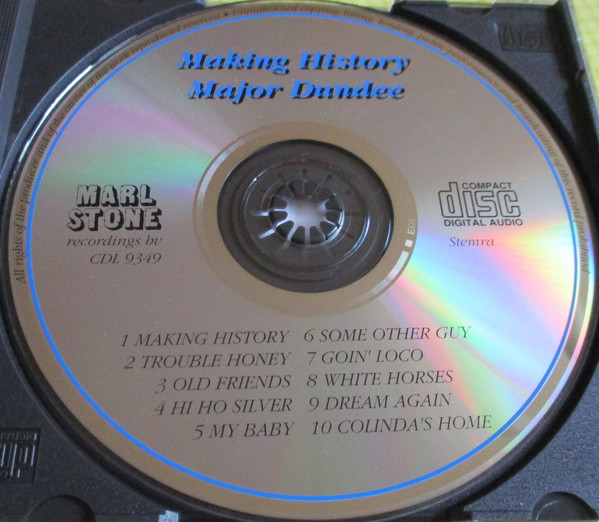 Making History
Major Dundee
MARL
STONE
recordings bv
CDL 9349
COMPACT
disc
DIGITAL AUDIO
Stemra
1 MAKING HISTORY
2 TROUBLE HONEY
3 OLD FRIENDS
4 HI HO SILVER
5 MY BABY
6 SOME OTHER GUY
7 GOIN' LOCO
8 WHITE HORSES
9 DREAM AGAIN
10 COLINDA'S HOME
All rights of the producer and of the owner of the work reproduced reserved